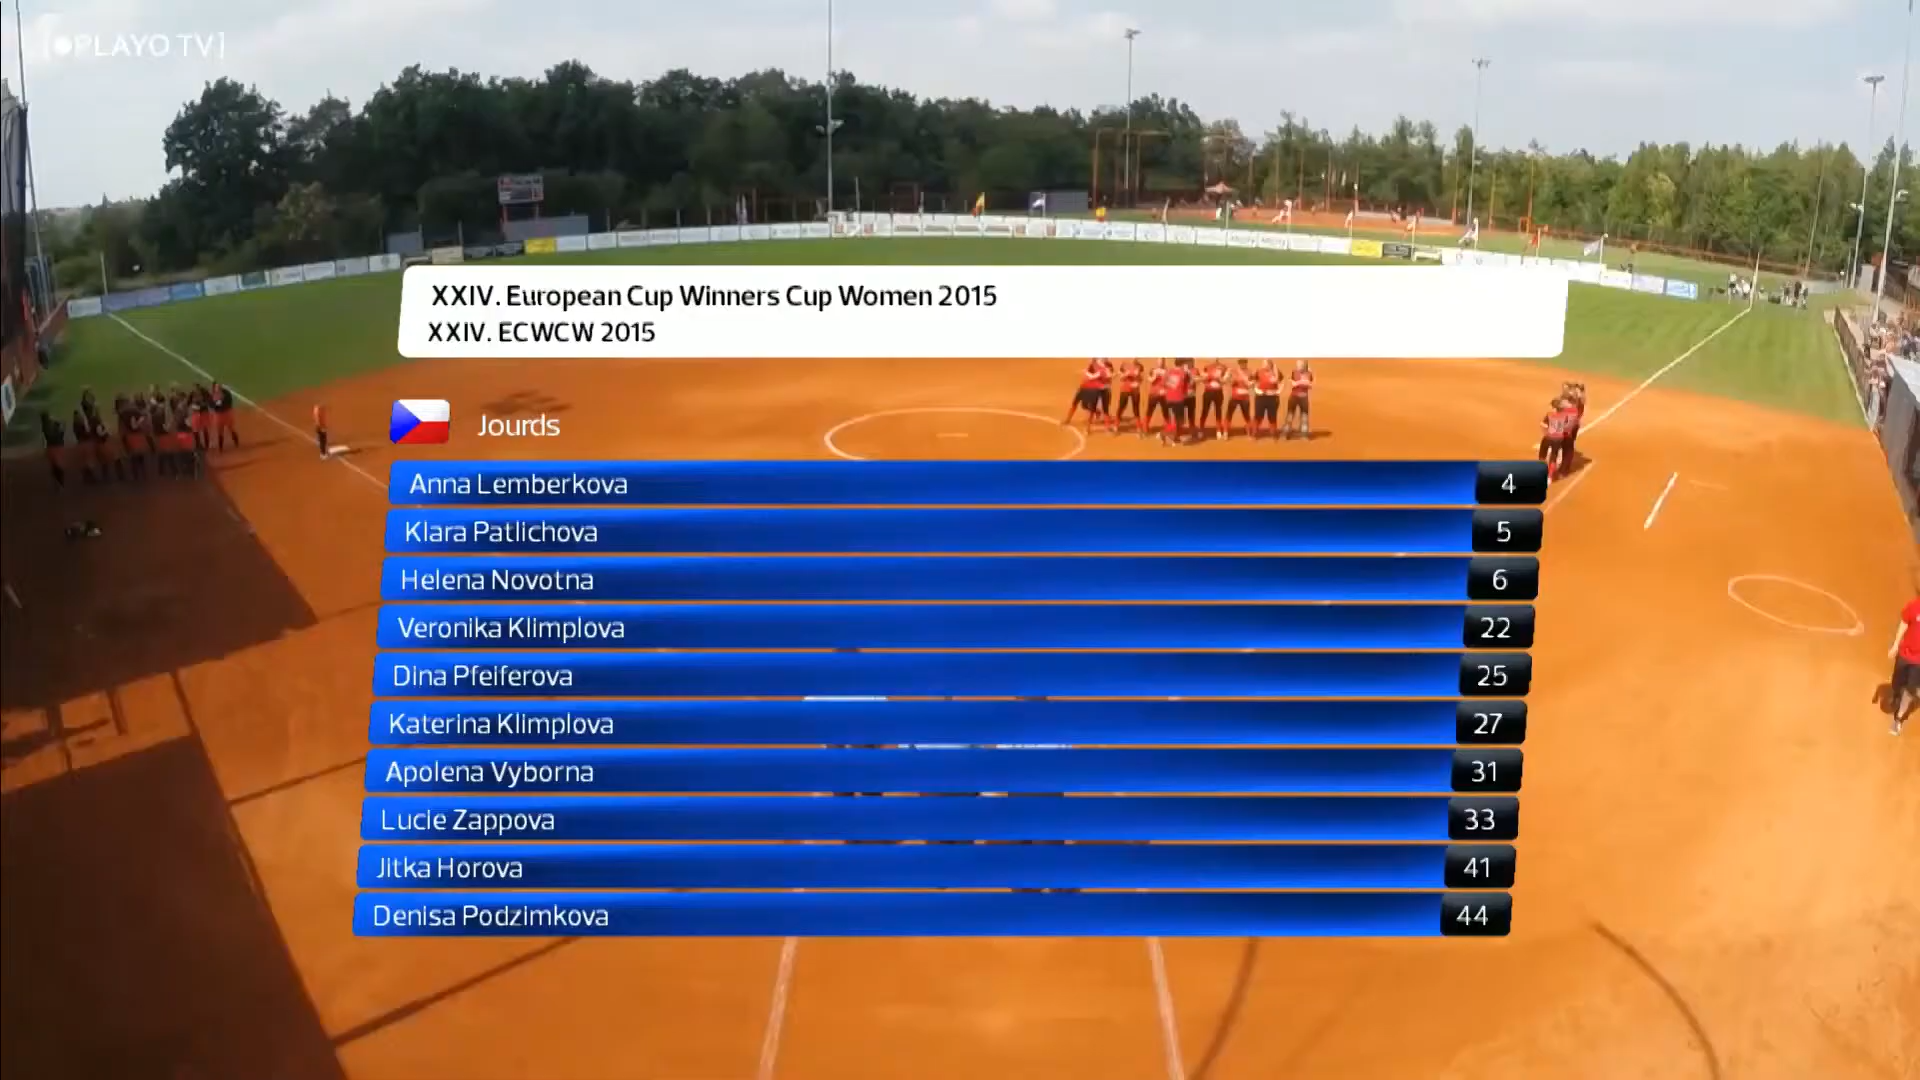 [●PLAYO TV]
XXIV. European Cup Winners Cup Women 2015
XXIV. ECWCW 2015
Jourds
Anna Lemberkova 4
Klara Patlichova 5
Helena Novotna 6
Veronika Klimplova 22
Dina Pfeiferova 25
Katerina Klimplova 27
Apolena Vyborna 31
Lucie Zappova 33
Jitka Horova 41
Denisa Podzimkova 44